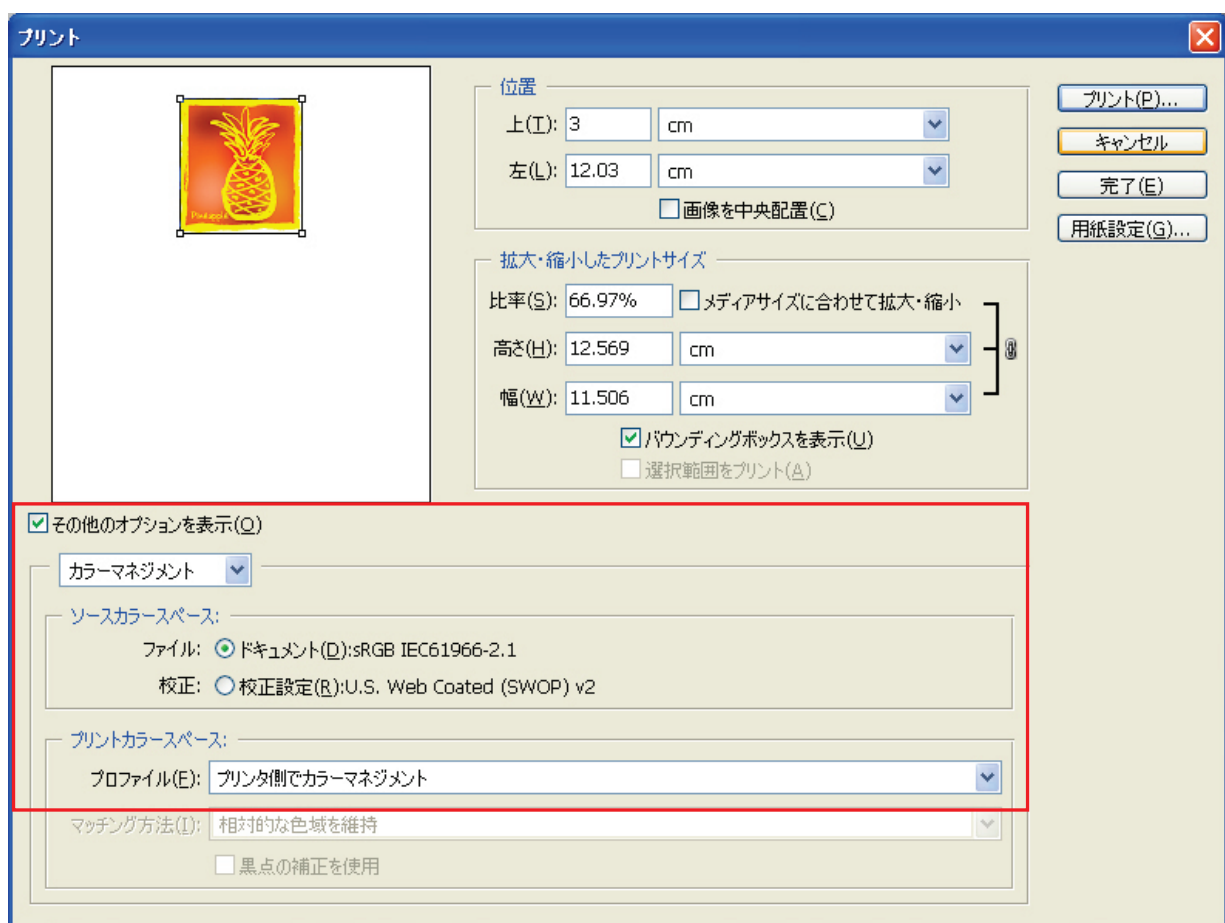 プリント
Pineapple
位置
上(T): 3 cm
左(L): 12.03 cm
画像を中央配置(C)
プリント(P)...
キャンセル
完了(E)
用紙設定(G)...
拡大・縮小したプリントサイズ
比率(S): 66.97% メディアサイズに合わせて拡大・縮小
高さ(H): 12.569 cm
幅(W): 11.506 cm
バウンディングボックスを表示(U)
選択範囲をプリント(A)
その他のオプションを表示(O)
カラーマネジメント
ソースカラースペース:
ファイル: ドキュメント(D):sRGB IEC61966-2.1
校正: 校正設定(R):U.S. Web Coated (SWOP) v2
プリントカラースペース:
プロファイル(F): プリンタ側でカラーマネジメント
マッチング方法(I): 相対的な色域を維持
黒点の補正を使用